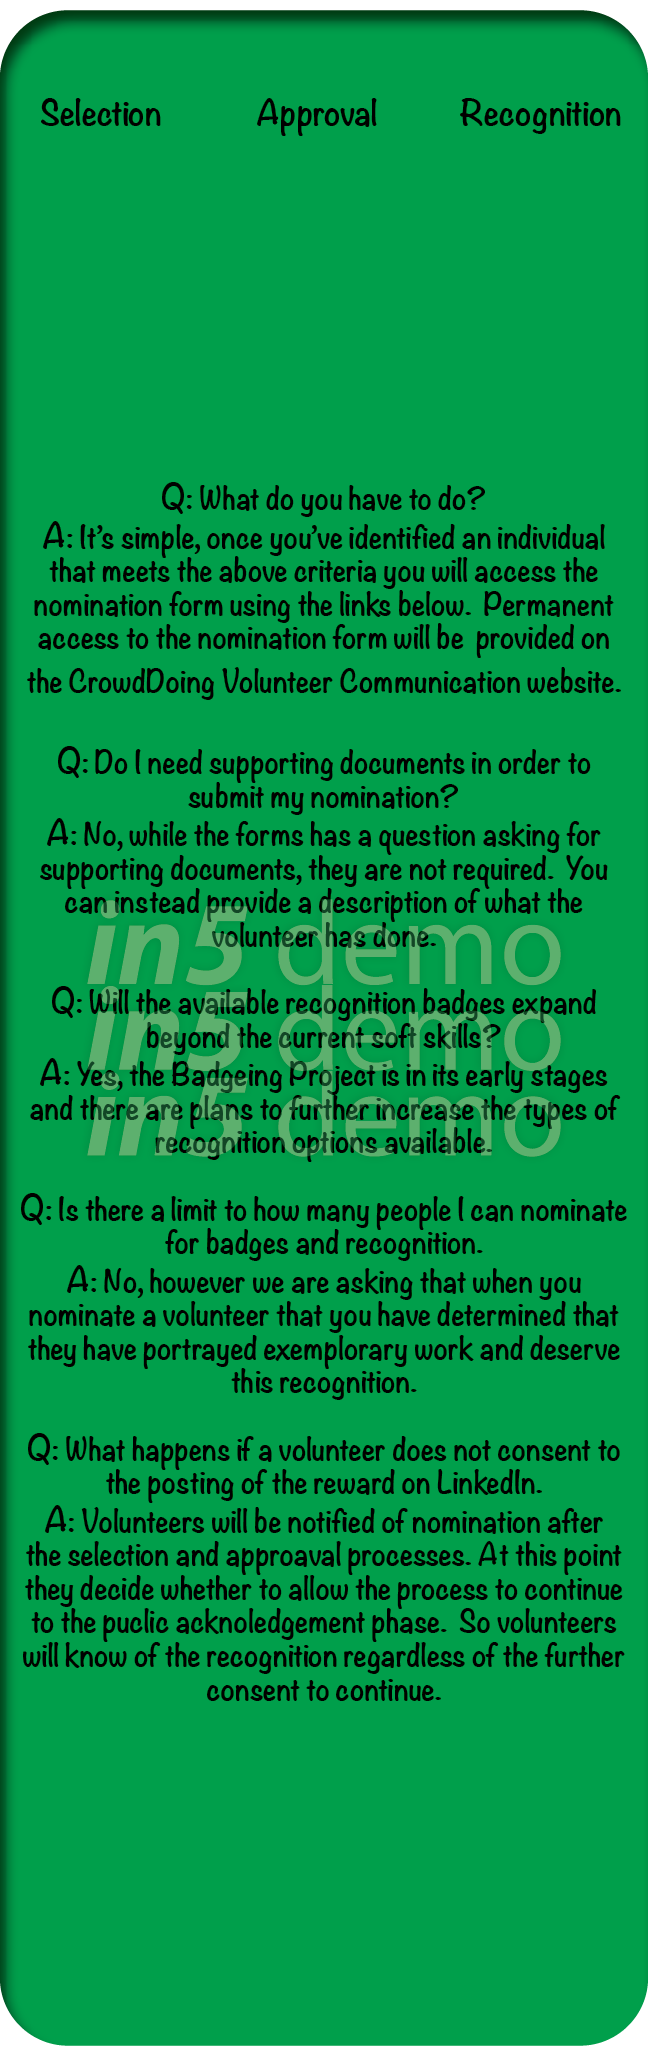 Selection Approval Recognition
Q: What do you have to do?
A: It's simple, once you've identified an individual
that meets the above criteria you will access the
nomination form using the links below.  Permanent
access to the nomination form will be  provided on
the CrowdDoing Volunteer Communication website.
Q: Do I need supporting documents in order to
submit my nomination?
A: No, while the forms has a question asking for
supporting documents, they are not required.  You
can instead provide a description of what the
volunteer has done.
in5 demo
Q: Will the available recognition badges expand
beyond the current soft skills?
in5 demo
A: Yes, the Badgeing Project is in its early stages
and there are plans to further increase the types of
recognition options available.
in5 demo
Q: Is there a limit to how many people I can nominate
for badges and recognition.
A: No, however we are asking that when you
nominate a volunteer that you have determined that
they have portrayed exemplorary work and deserve
this recognition.
Q: What happens if a volunteer does not consent to
the posting of the reward on LinkedIn.
A: Volunteers will be notified of nomination after
the selection and approaval processes. At this point
they decide whether to allow the process to continue
to the puclic acknoledgement phase.  So volunteers
will know of the recognition regardless of the further
consent to continue.